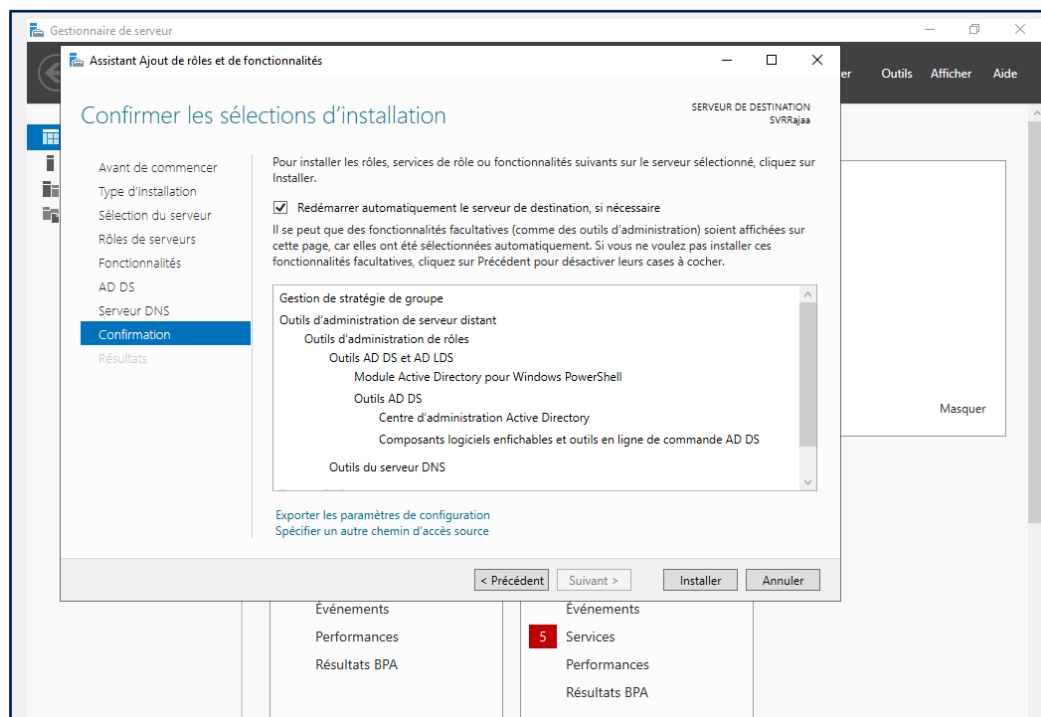 Gestionnaire de serveur
Assistant Ajout de rôles et de fonctionnalités
er Outils Afficher Aide
Confirmer les sélections d'installation
SERVEUR DE DESTINATION
SVRRajaa
Avant de commencer
Type d'installation
Sélection du serveur
Rôles de serveurs
Fonctionnalités
AD DS
Serveur DNS
Confirmation
Résultats
Pour installer les rôles, services de rôle ou fonctionnalités suivants sur le serveur sélectionné, cliquez sur
Installer.
Redémarrer automatiquement le serveur de destination, si nécessaire
Il se peut que des fonctionnalités facultatives (comme des outils d'administration) soient affichées sur
cette page, car elles ont été sélectionnées automatiquement. Si vous ne voulez pas installer ces
fonctionnalités facultatives, cliquez sur Précédent pour désactiver leurs cases à cocher.
Gestion de stratégie de groupe
Outils d'administration de serveur distant
Outils d'administration de rôles
Outils AD DS et AD LDS
Module Active Directory pour Windows PowerShell
Outils AD DS
Centre d'administration Active Directory
Composants logiciels enfichables et outils en ligne de commande AD DS
Outils du serveur DNS
Masquer
Exporter les paramètres de configuration
Spécifier un autre chemin d'accès source
< Précédent Suivant > Installer Annuler
Événements
Performances
Résultats BPA
Événements
5 Services
Performances
Résultats BPA